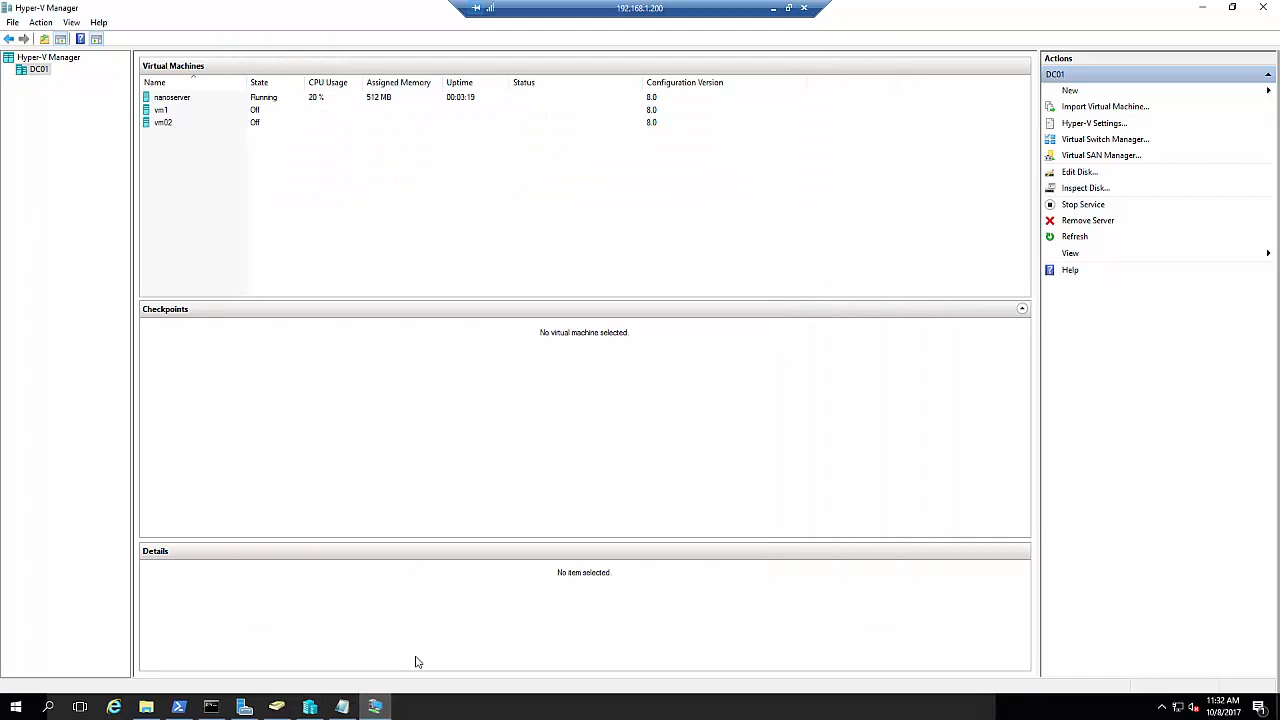 Hyper-V Manager
192.168.1.200
File Action View Help
Hyper-V Manager
DC01
Virtual Machines
Name State CPU Usage Assigned Memory Uptime Status Configuration Version
nanoserver Running 20 % 512 MB 00:03:19 8.0
vm1 Off 8.0
vm02 Off 8.0
Checkpoints
No virtual machine selected.
Details
No item selected.
Actions
DC01
New
Import Virtual Machine...
Hyper-V Settings...
Virtual Switch Manager...
Virtual SAN Manager...
Edit Disk...
Inspect Disk...
Stop Service
Remove Server
Refresh
View
Help
11:32 AM
10/8/2017